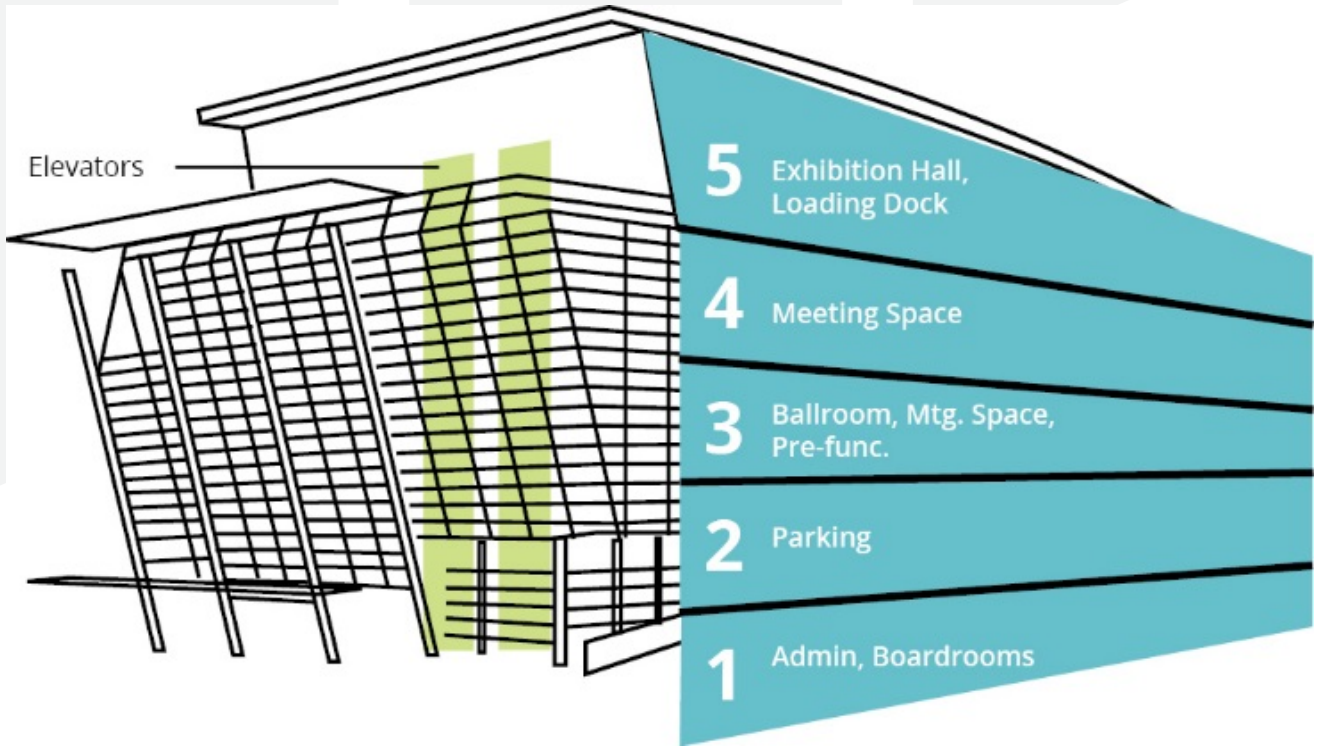 Elevators
5
Exhibition Hall,
Loading Dock
4
Meeting Space
3
Ballroom, Mtg. Space,
Pre-func.
2
Parking
1
Admin, Boardrooms